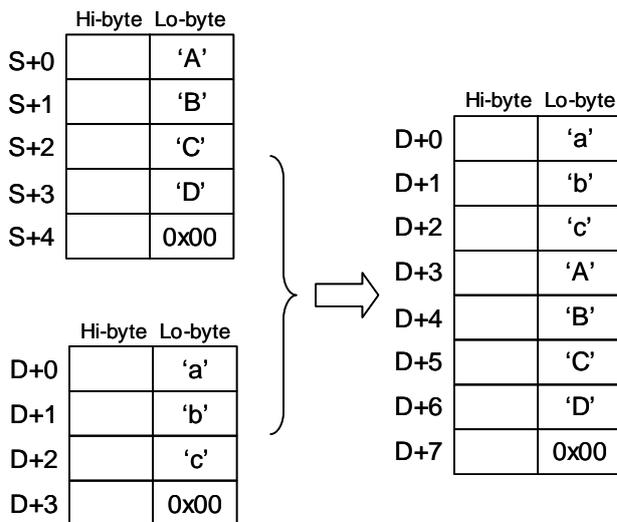 Hi-byte Lo-byte
S+0 ‘A’
S+1 ‘B’
S+2 ‘C’
S+3 ‘D’
S+4 0x00
Hi-byte Lo-byte
D+0 ‘a’
D+1 ‘b’
D+2 ‘c’
D+3 0x00
Hi-byte Lo-byte
D+0 ‘a’
D+1 ‘b’
D+2 ‘c’
D+3 ‘A’
D+4 ‘B’
D+5 ‘C’
D+6 ‘D’
D+7 0x00